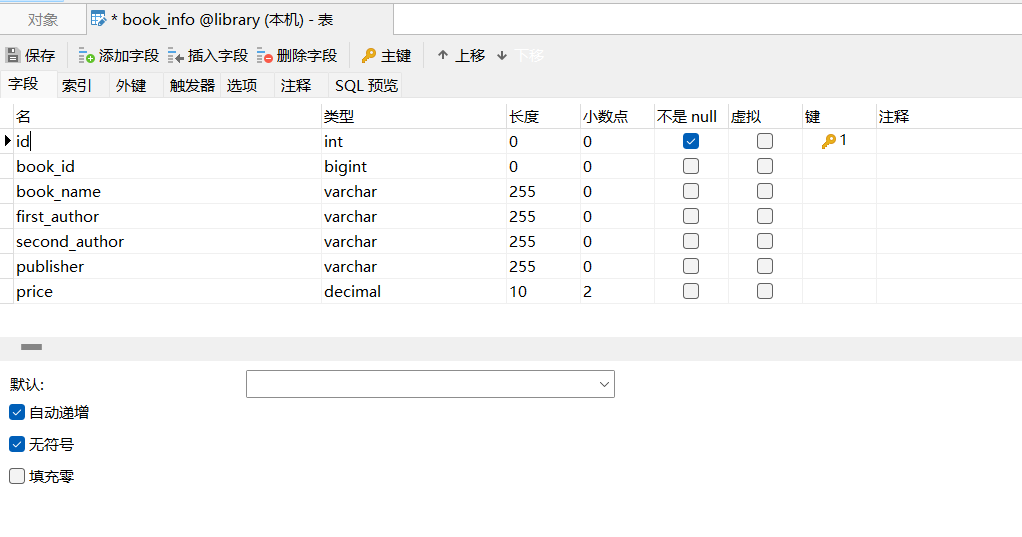 对象 * book_info @library (本机) - 表
保存 添加字段 插入字段 删除字段 主键 上移 下移
字段 索引 外键 触发器 选项 注释 SQL 预览
名 类型 长度 小数点 不是 null 虚拟 键 注释
id int 0 0 1
book_id bigint 0 0
book_name varchar 255 0
first_author varchar 255 0
second_author varchar 255 0
publisher varchar 255 0
price decimal 10 2
默认:
自动递增
无符号
填充零